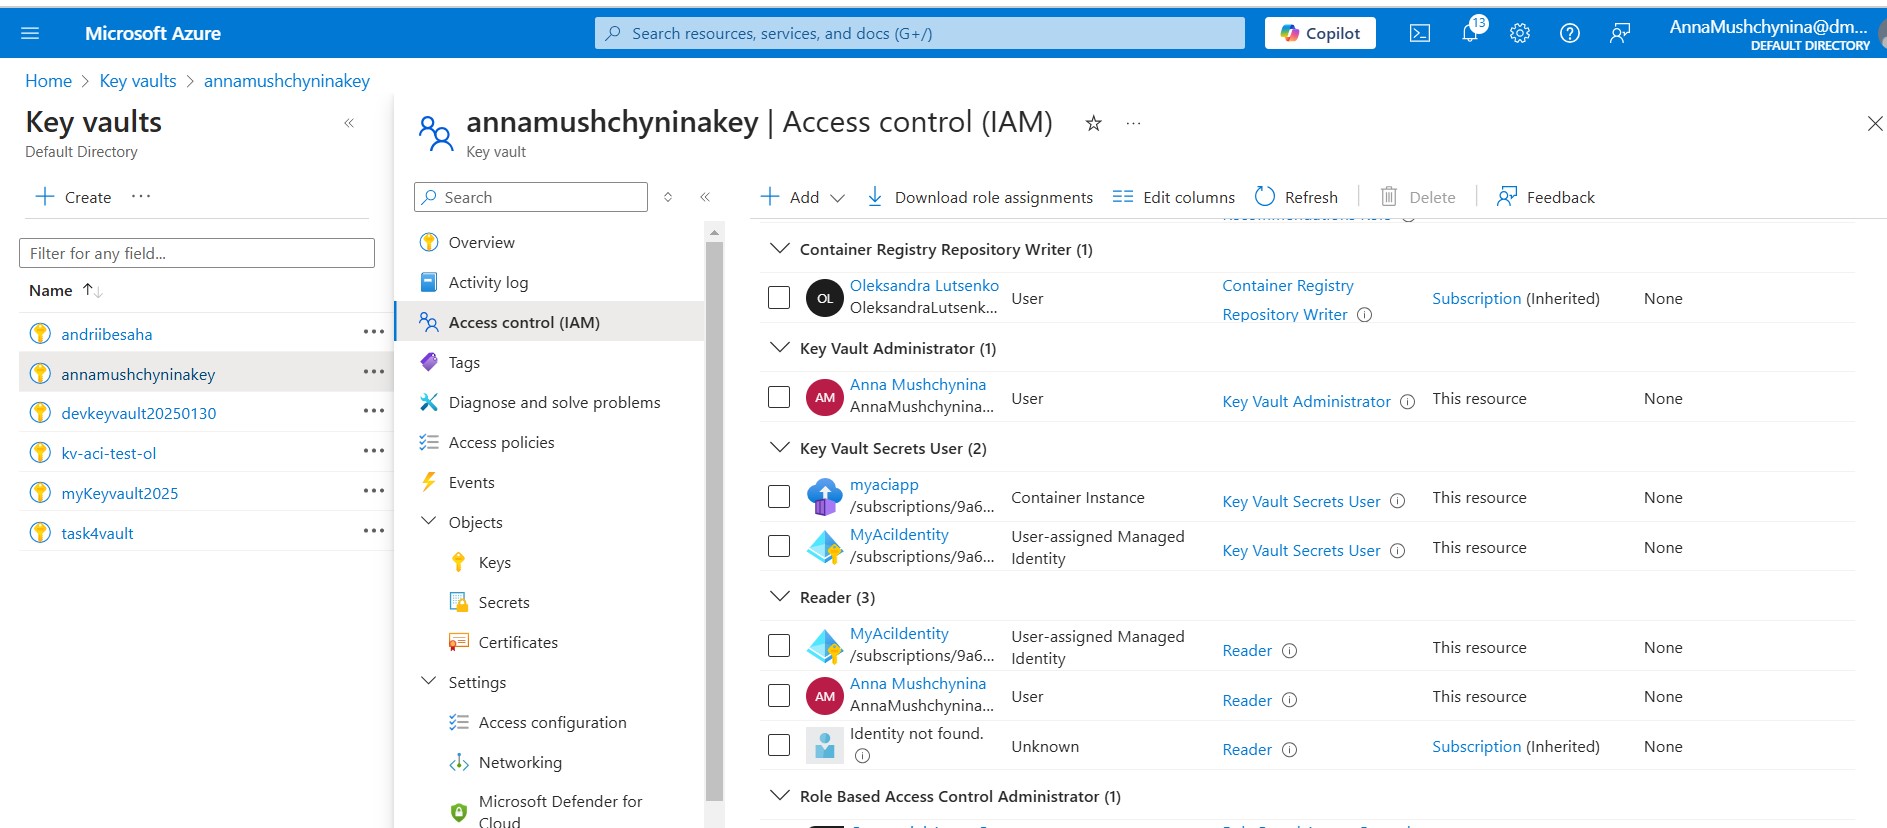 Microsoft Azure
Search resources, services, and docs (G+/)
Copilot
13
AnnaMushchynina@dm...
DEFAULT DIRECTORY
Home > Key vaults > annamushchyninakey
Key vaults
Default Directory
annamushchyninakey | Access control (IAM)
Key vault
Create
Filter for any field...
Name
andriibesaha
annamushchyninakey
devkeyvault20250130
kv-aci-test-ol
myKeyvault2025
task4vault
Search
Overview
Activity log
Access control (IAM)
Tags
Diagnose and solve problems
Access policies
Events
Objects
Keys
Secrets
Certificates
Settings
Access configuration
Networking
Microsoft Defender for
Cloud
Add
Download role assignments
Edit columns
Refresh
Delete
Feedback
Container Registry Repository Writer (1)
OL
Oleksandra Lutsenko
OleksandraLutsenk...
User
Container Registry
Repository Writer
Subscription (Inherited)
None
Key Vault Administrator (1)
AM
Anna Mushchynina
AnnaMushchynina...
User
Key Vault Administrator
This resource
None
Key Vault Secrets User (2)
myaciapp
/subscriptions/9a6...
Container Instance
Key Vault Secrets User
This resource
None
MyAciIdentity
/subscriptions/9a6...
User-assigned Managed
Identity
Key Vault Secrets User
This resource
None
Reader (3)
MyAciIdentity
/subscriptions/9a6...
User-assigned Managed
Identity
Reader
This resource
None
AM
Anna Mushchynina
AnnaMushchynina...
User
Reader
This resource
None
Identity not found.
Unknown
Reader
Subscription (Inherited)
None
Role Based Access Control Administrator (1)